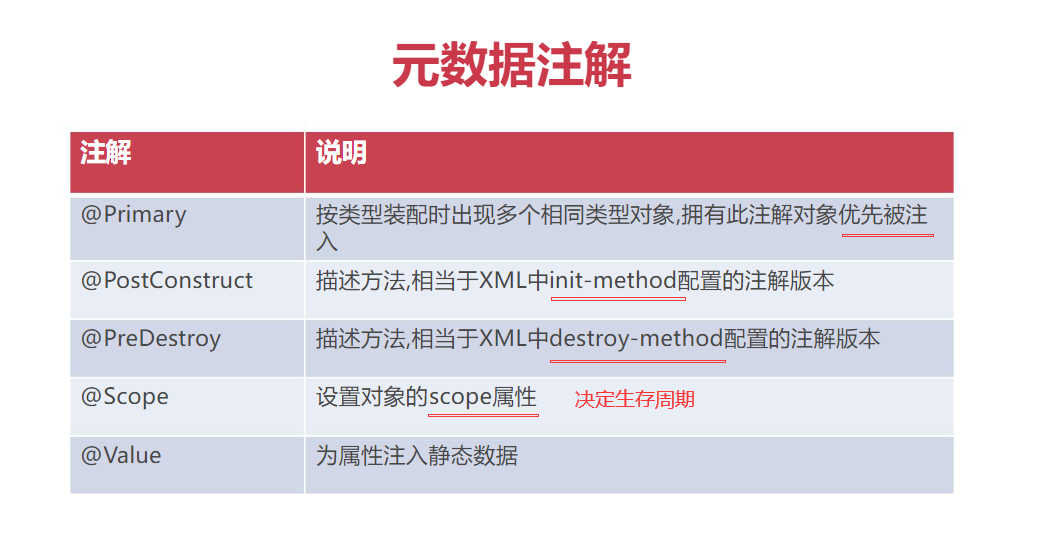 元数据注解
注解 说明
@Primary 按类型装配时出现多个相同类型对象,拥有此注解对象优先被注
入
@PostConstruct 描述方法,相当于XML中init-method配置的注解版本
@PreDestroy 描述方法,相当于XML中destroy-method配置的注解版本
@Scope 设置对象的scope属性 决定生存周期
@Value 为属性注入静态数据